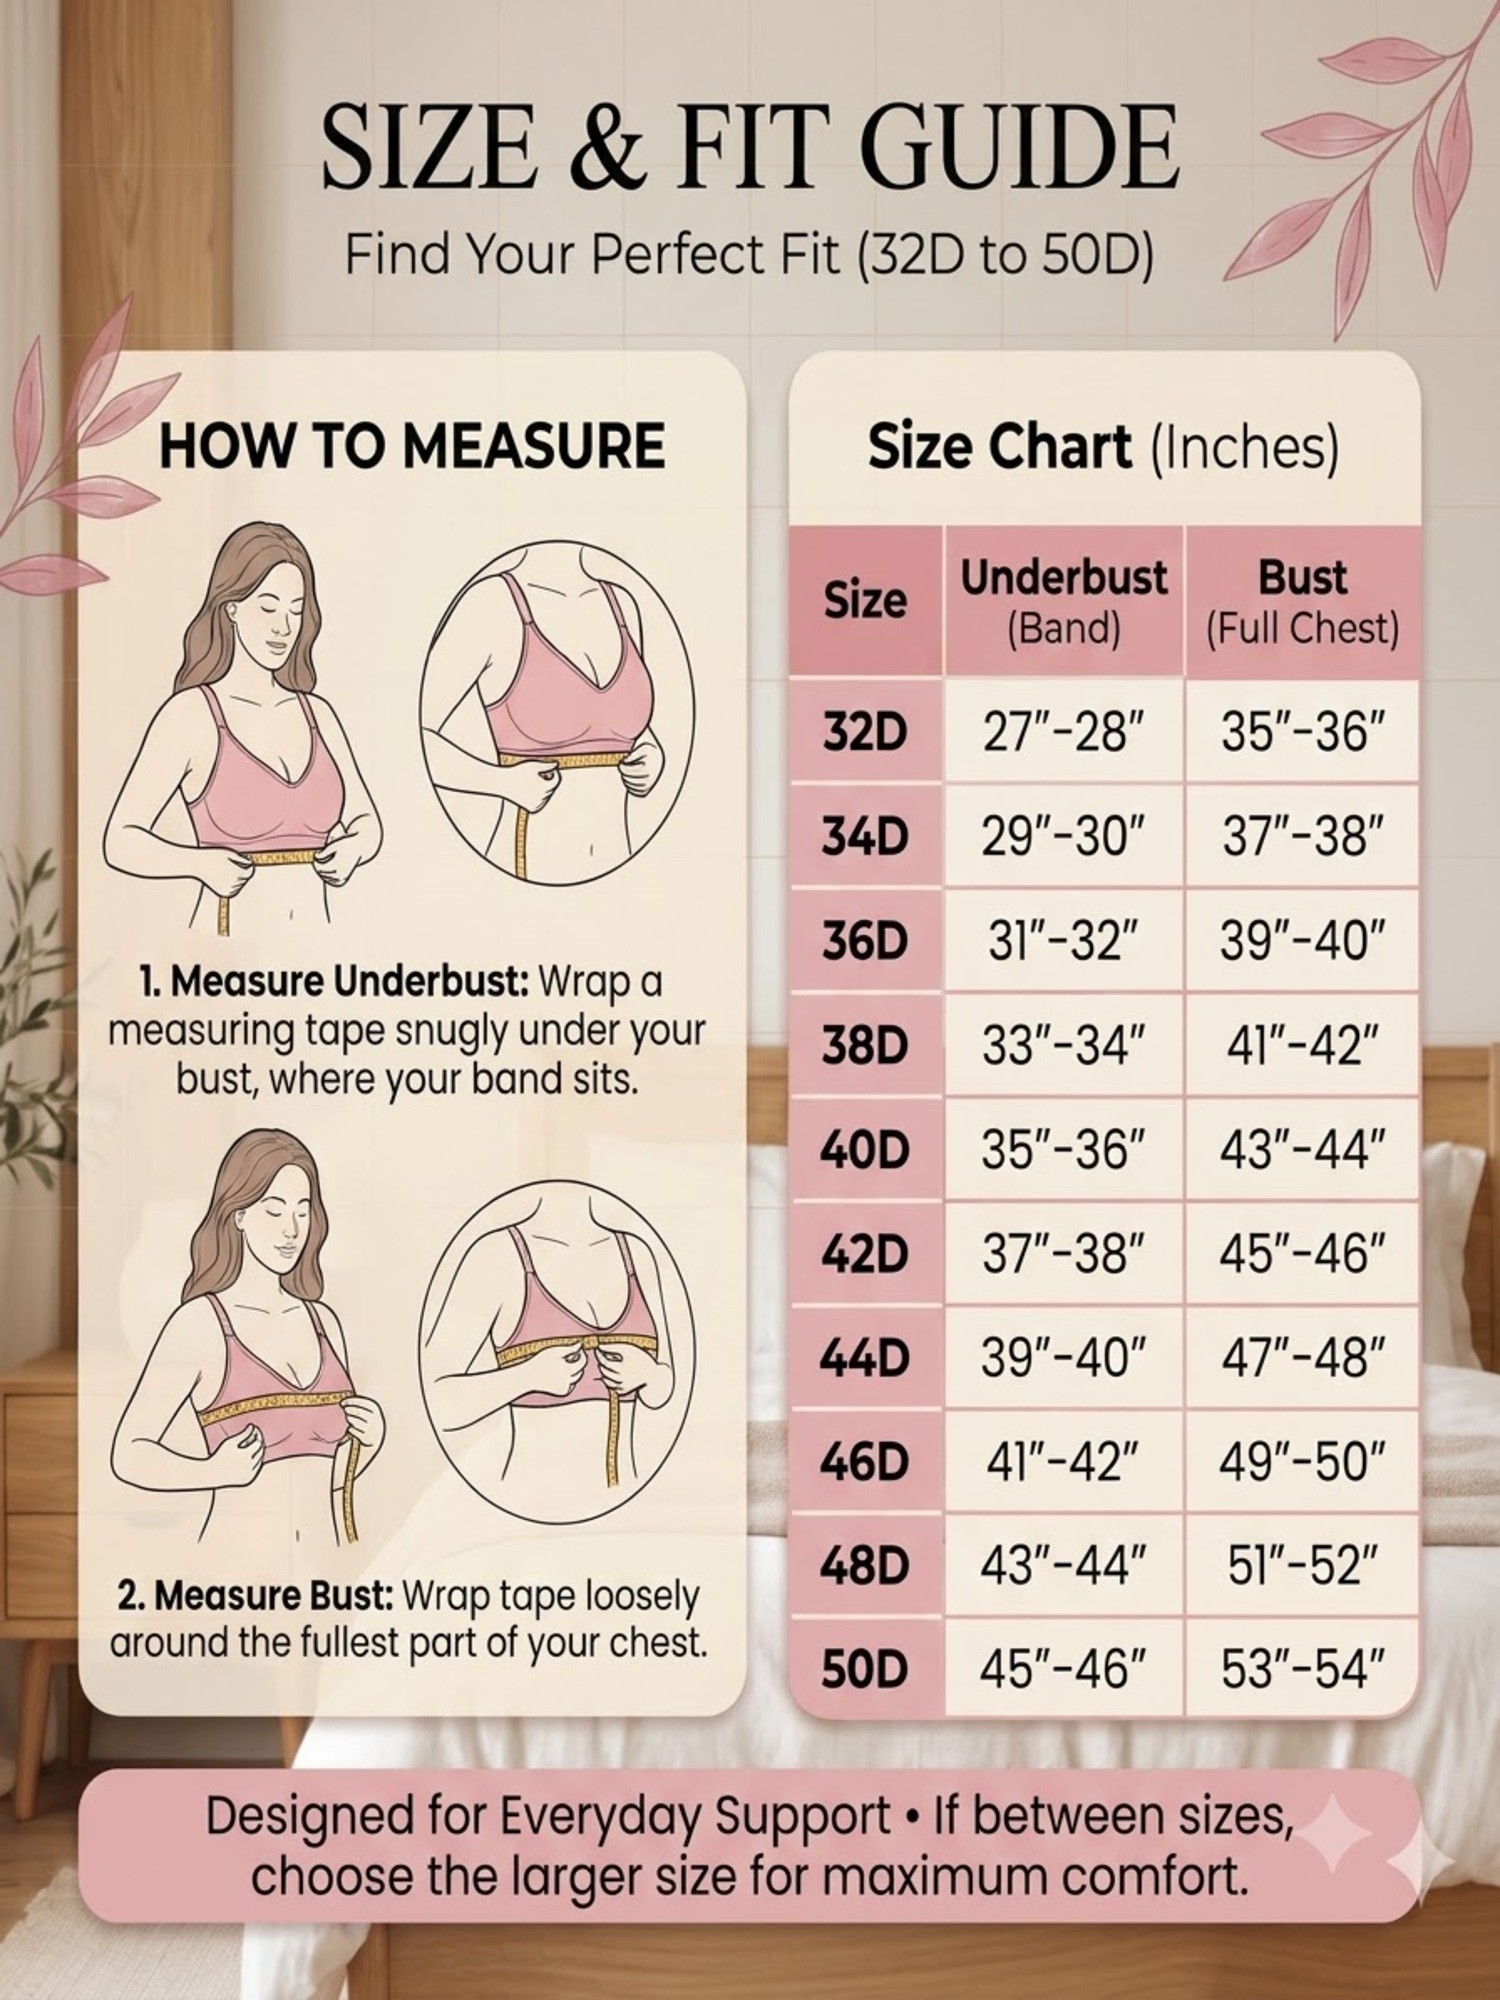 SIZE & FIT GUIDE
Find Your Perfect Fit (32D to 50D)
HOW TO MEASURE
1. Measure Underbust: Wrap a
measuring tape snugly under your
bust, where your band sits.
2. Measure Bust: Wrap tape loosely
around the fullest part of your chest.
Size Chart (Inches)
Size Underbust (Band) Bust (Full Chest)
32D 27″–28″ 35″–36″
34D 29″–30″ 37″–38″
36D 31″–32″ 39″–40″
38D 33″–34″ 41″–42″
40D 35″–36″ 43″–44″
42D 37″–38″ 45″–46″
44D 39″–40″ 47″–48″
46D 41″–42″ 49″–50″
48D 43″–44″ 51″–52″
50D 45″–46″ 53″–54″
Designed for Everyday Support • If between sizes,
choose the larger size for maximum comfort.